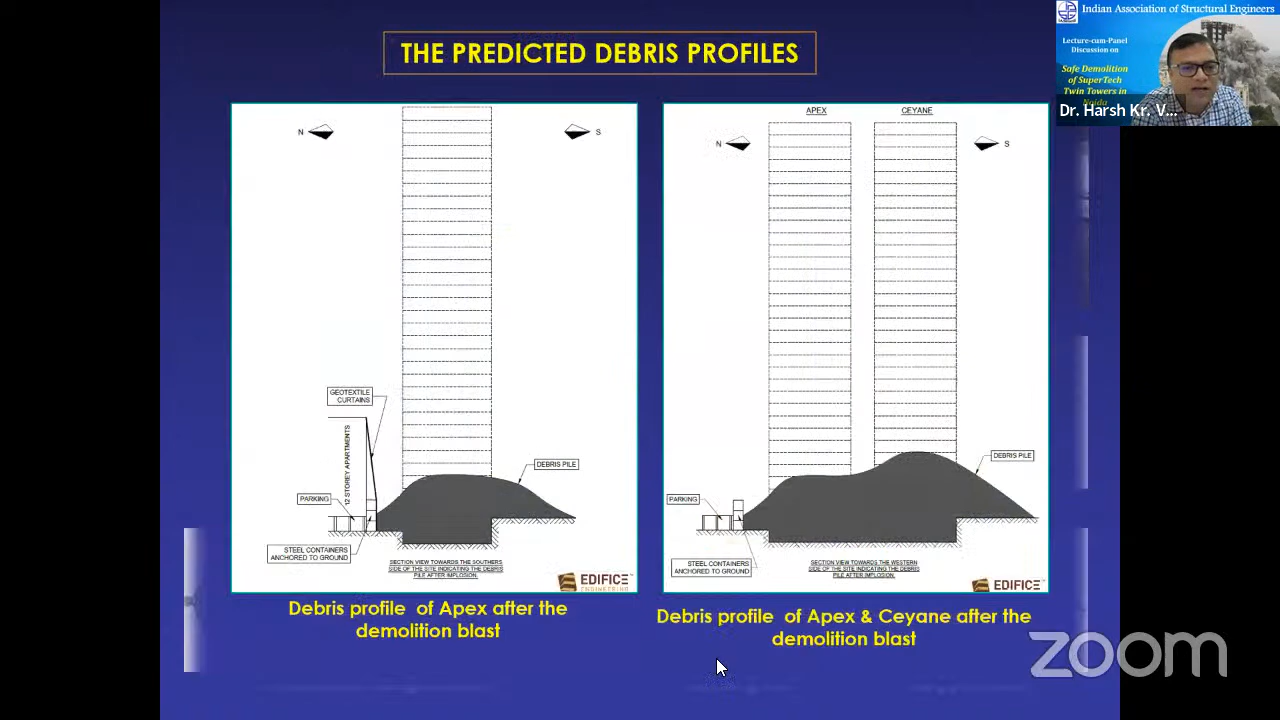 THE PREDICTED DEBRIS PROFILES
N
S
GEOTEXTILE
CURTAINS
12 STOREY APARTMENTS
DEBRIS PILE
PARKING
STEEL CONTAINERS
ANCHORED TO GROUND
SECTION VIEW TOWARDS THE SOUTHERS
SIDE OF THE SITE INDICATING THE DEBRIS
PILE AFTER IMPLOSION.
EDIFICE
ENGINEERING
Debris profile of Apex after the
demolition blast
APEX
CEYANE
N
S
DEBRIS PILE
PARKING
STEEL CONTAINERS
ANCHORED TO GROUND
SECTION VIEW TOWARDS THE WESTERN
SIDE OF THE SITE INDICATING THE DEBRIS
PILE AFTER IMPLOSION.
EDIFICE
Debris profile of Apex & Ceyane after the
demolition blast
Indian Association of Structural Engineers
Lecture-cum-Panel
Discussion on
Safe Demolition
of SuperTech
Twin Towers in
Noida
Dr. Harsh Kr. V...
zoom